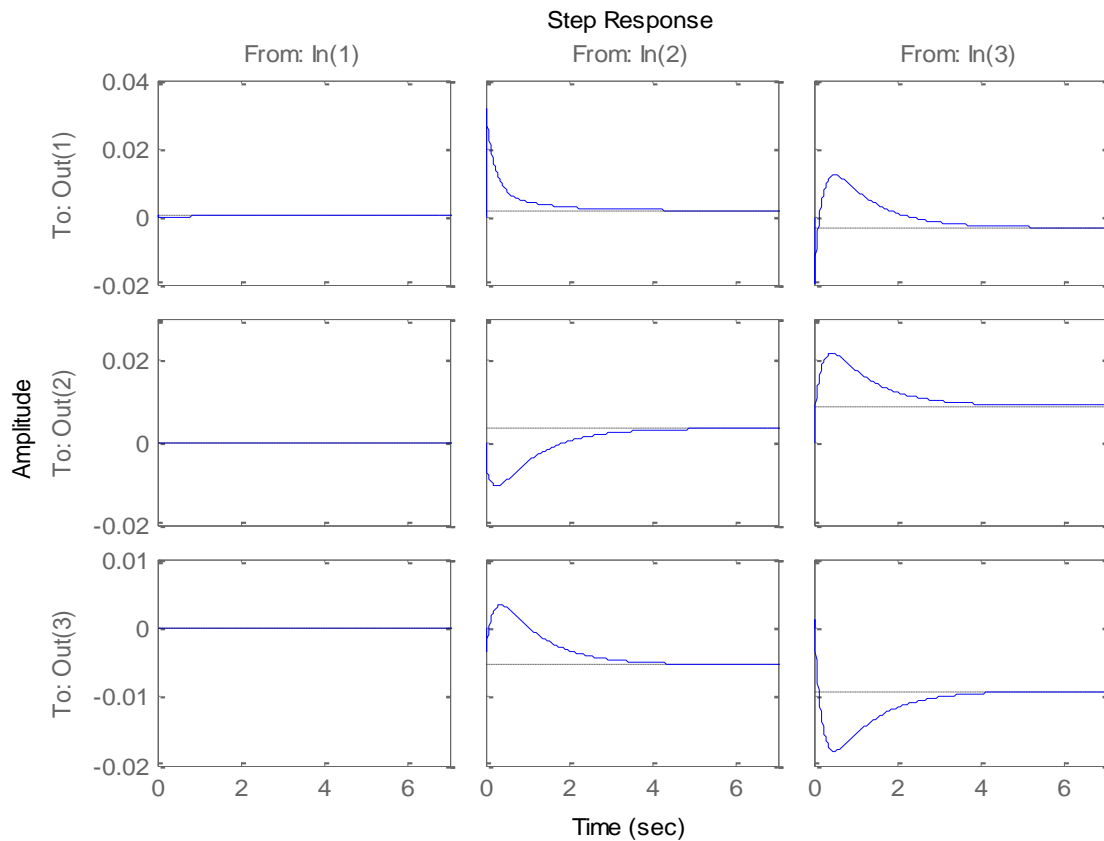 Step Response
From: In(1)
From: In(2)
From: In(3)
To: Out(1)
0.04
0.02
0
-0.02
Amplitude
To: Out(2)
0.02
0
-0.02
To: Out(3)
0.01
0
-0.01
-0.02
0 2 4 6
0 2 4 6
0 2 4 6
Time (sec)